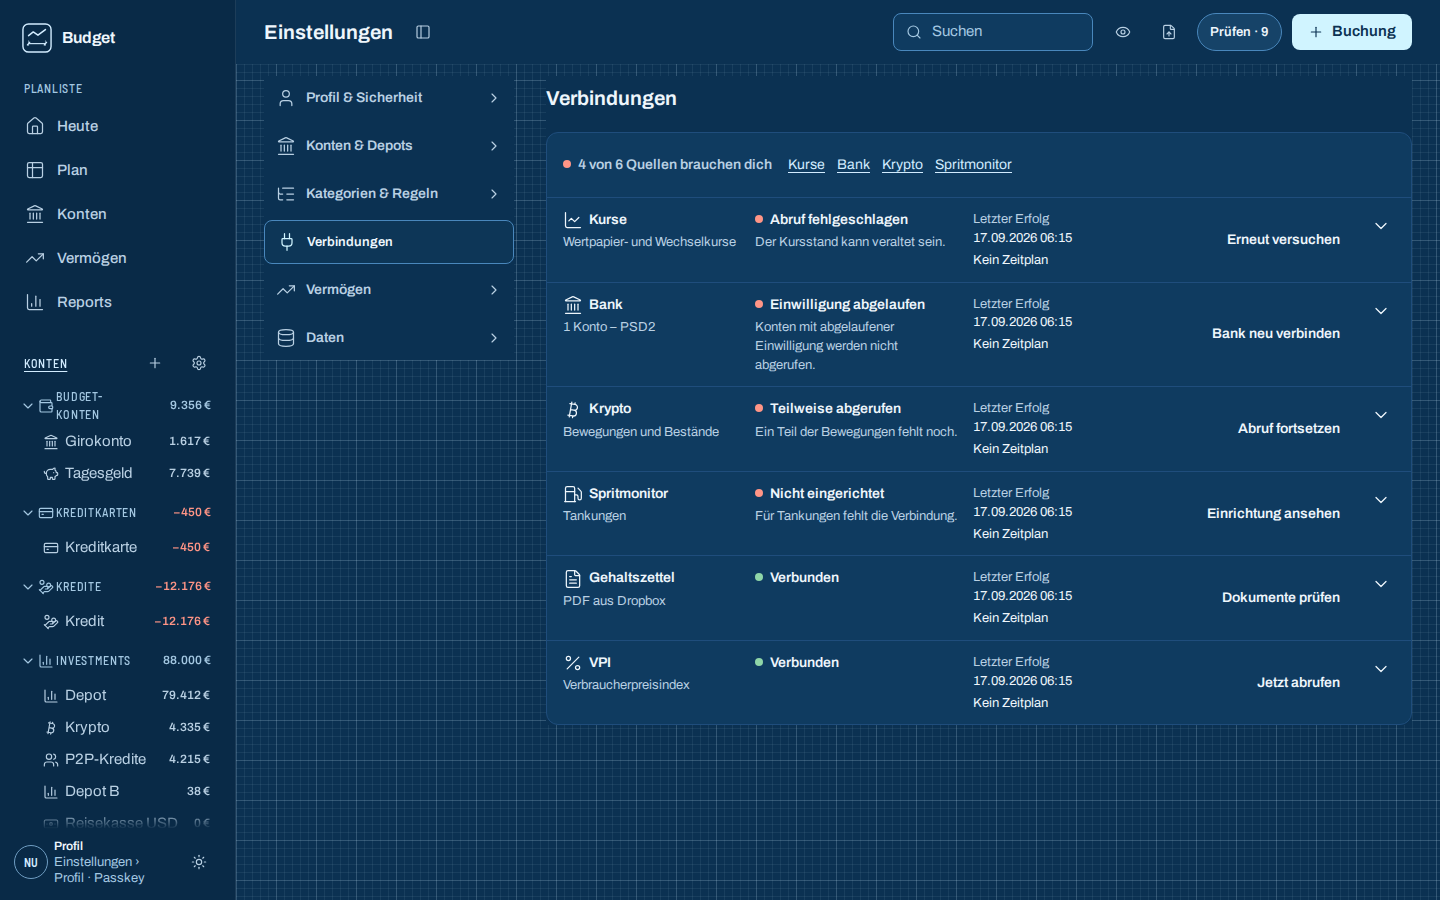 Budget
PLANLISTE
Heute
Plan
Konten
Vermögen
Reports
KONTEN
BUDGET-
KONTEN
9.356 €
Girokonto
1.617 €
Tagesgeld
7.739 €
KREDITKARTEN
−450 €
Kreditkarte
−450 €
KREDITE
−12.176 €
Kredit
−12.176 €
INVESTMENTS
88.000 €
Depot
79.412 €
Krypto
4.335 €
P2P-Kredite
4.215 €
Depot B
38 €
Reisekasse USD
0 €
NU
Profil
Einstellungen ›
Profil · Passkey
Einstellungen
Suchen
Prüfen · 9
Buchung
Profil & Sicherheit
Konten & Depots
Kategorien & Regeln
Verbindungen
Vermögen
Daten
Verbindungen
4 von 6 Quellen brauchen dich Kurse Bank Krypto Spritmonitor
Kurse
Wertpapier- und Wechselkurse
Abruf fehlgeschlagen
Der Kursstand kann veraltet sein.
Letzter Erfolg
17.09.2026 06:15
Kein Zeitplan
Erneut versuchen
Bank
1 Konto – PSD2
Einwilligung abgelaufen
Konten mit abgelaufener
Einwilligung werden nicht
abgerufen.
Letzter Erfolg
17.09.2026 06:15
Kein Zeitplan
Bank neu verbinden
Krypto
Bewegungen und Bestände
Teilweise abgerufen
Ein Teil der Bewegungen fehlt noch.
Letzter Erfolg
17.09.2026 06:15
Kein Zeitplan
Abruf fortsetzen
Spritmonitor
Tankungen
Nicht eingerichtet
Für Tankungen fehlt die Verbindung.
Letzter Erfolg
17.09.2026 06:15
Kein Zeitplan
Einrichtung ansehen
Gehaltszettel
PDF aus Dropbox
Verbunden
Letzter Erfolg
17.09.2026 06:15
Kein Zeitplan
Dokumente prüfen
VPI
Verbraucherpreisindex
Verbunden
Letzter Erfolg
17.09.2026 06:15
Kein Zeitplan
Jetzt abrufen